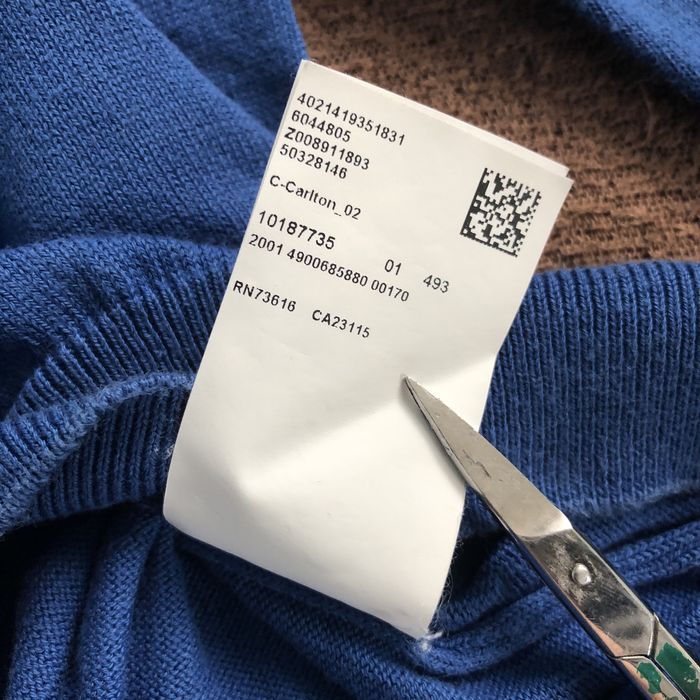 4021419351831
6044805
Z008911893
50328146
C-Carlton_02
10187735 01 493
2001 4900685880 00170
RN73616 CA23115